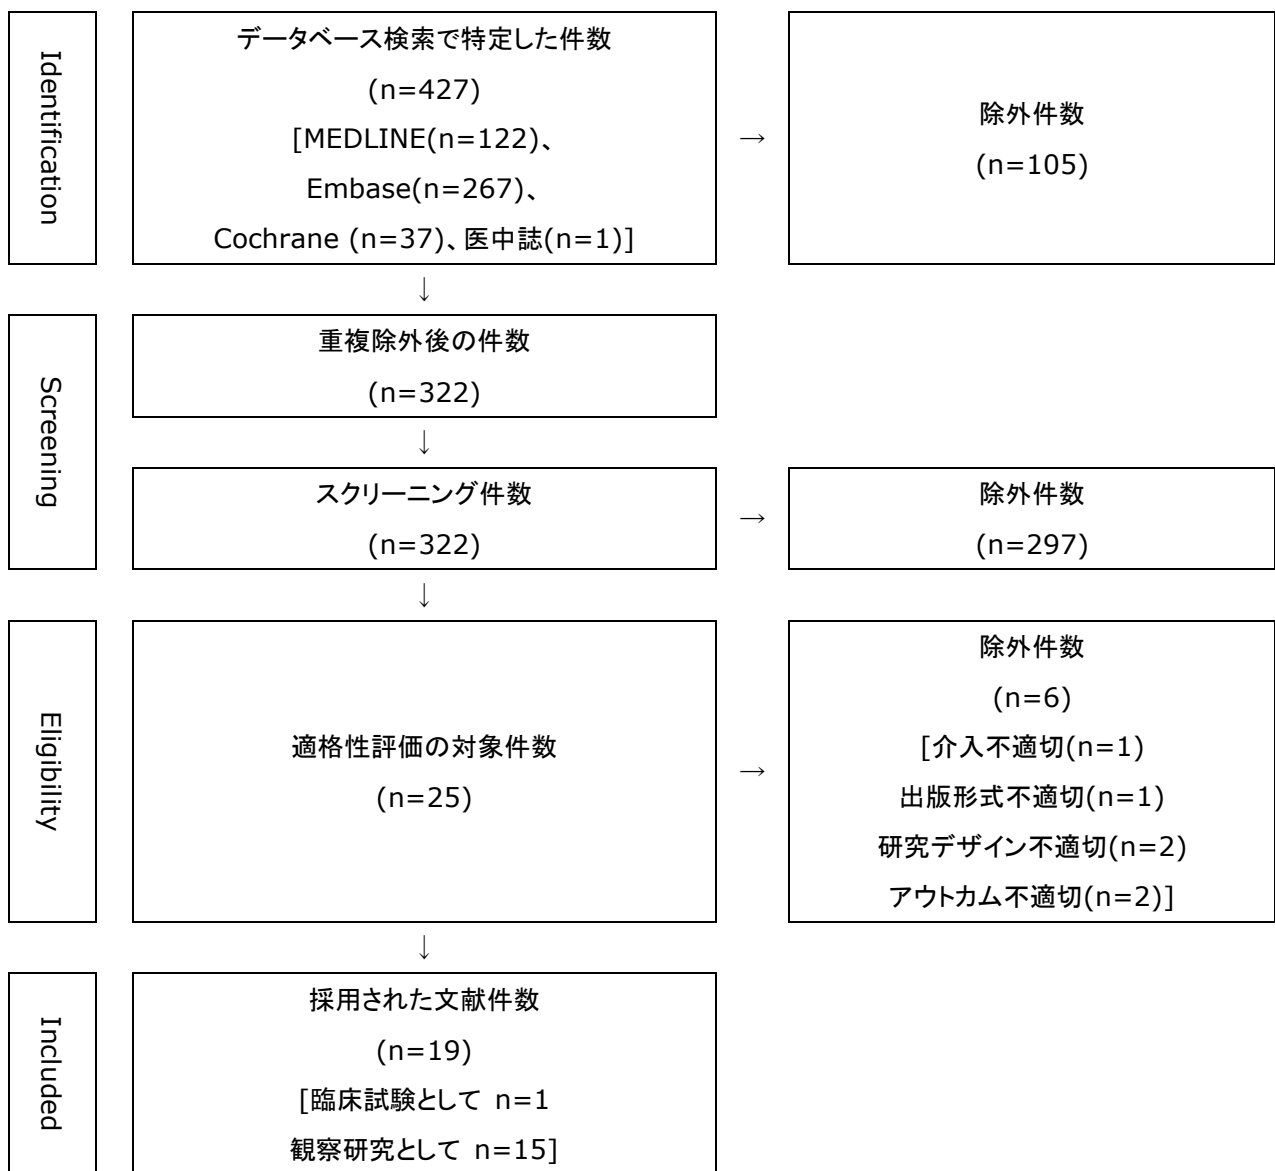 Identification
データベース検索で特定した件数
(n=427)
[MEDLINE(n=122)、
Embase(n=267)、
Cochrane (n=37)、医中誌(n=1)]
→
除外件数
(n=105)
↓
Screening
重複除外後の件数
(n=322)
↓
スクリーニング件数
(n=322)
→
除外件数
(n=297)
↓
Eligibility
適格性評価の対象件数
(n=25)
→
除外件数
(n=6)
[介入不適切(n=1)
出版形式不適切(n=1)
研究デザイン不適切(n=2)
アウトカム不適切(n=2)]
↓
Included
採用された文献件数
(n=19)
[臨床試験として n=1
観察研究として n=15]